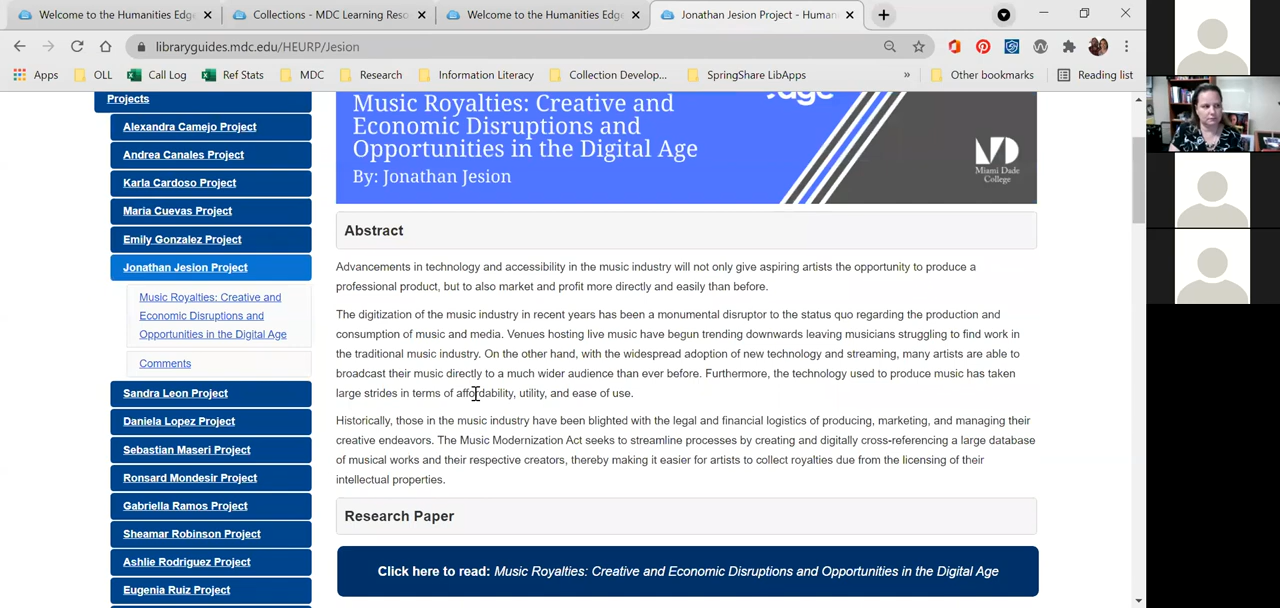 Welcome to the Humanities Edge
Collections - MDC Learning Reso
Welcome to the Humanities Edge
Jonathan Jesion Project - Human
libraryguides.mdc.edu/HEURP/Jesion
Apps
OLL
Call Log
Ref Stats
MDC
Research
Information Literacy
Collection Develop...
SpringShare LibApps
»
Other bookmarks
Reading list
Projects
Alexandra Camejo Project
Andrea Canales Project
Karla Cardoso Project
Maria Cuevas Project
Emily Gonzalez Project
Jonathan Jesion Project
Music Royalties: Creative and
Economic Disruptions and
Opportunities in the Digital Age
Comments
Sandra Leon Project
Daniela Lopez Project
Sebastian Maseri Project
Ronsard Mondesir Project
Gabriella Ramos Project
Sheamar Robinson Project
Ashlie Rodriguez Project
Eugenia Ruiz Project
Music Royalties: Creative and
Economic Disruptions and
Opportunities in the Digital Age
By: Jonathan Jesion
Miami Dade
College
Abstract
Advancements in technology and accessibility in the music industry will not only give aspiring artists the opportunity to produce a
professional product, but to also market and profit more directly and easily than before.
The digitization of the music industry in recent years has been a monumental disruptor to the status quo regarding the production and
consumption of music and media. Venues hosting live music have begun trending downwards leaving musicians struggling to find work in
the traditional music industry. On the other hand, with the widespread adoption of new technology and streaming, many artists are able to
broadcast their music directly to a much wider audience than ever before. Furthermore, the technology used to produce music has taken
large strides in terms of affordability, utility, and ease of use.
Historically, those in the music industry have been blighted with the legal and financial logistics of producing, marketing, and managing their
creative endeavors. The Music Modernization Act seeks to streamline processes by creating and digitally cross-referencing a large database
of musical works and their respective creators, thereby making it easier for artists to collect royalties due from the licensing of their
intellectual properties.
Research Paper
Click here to read: Music Royalties: Creative and Economic Disruptions and Opportunities in the Digital Age